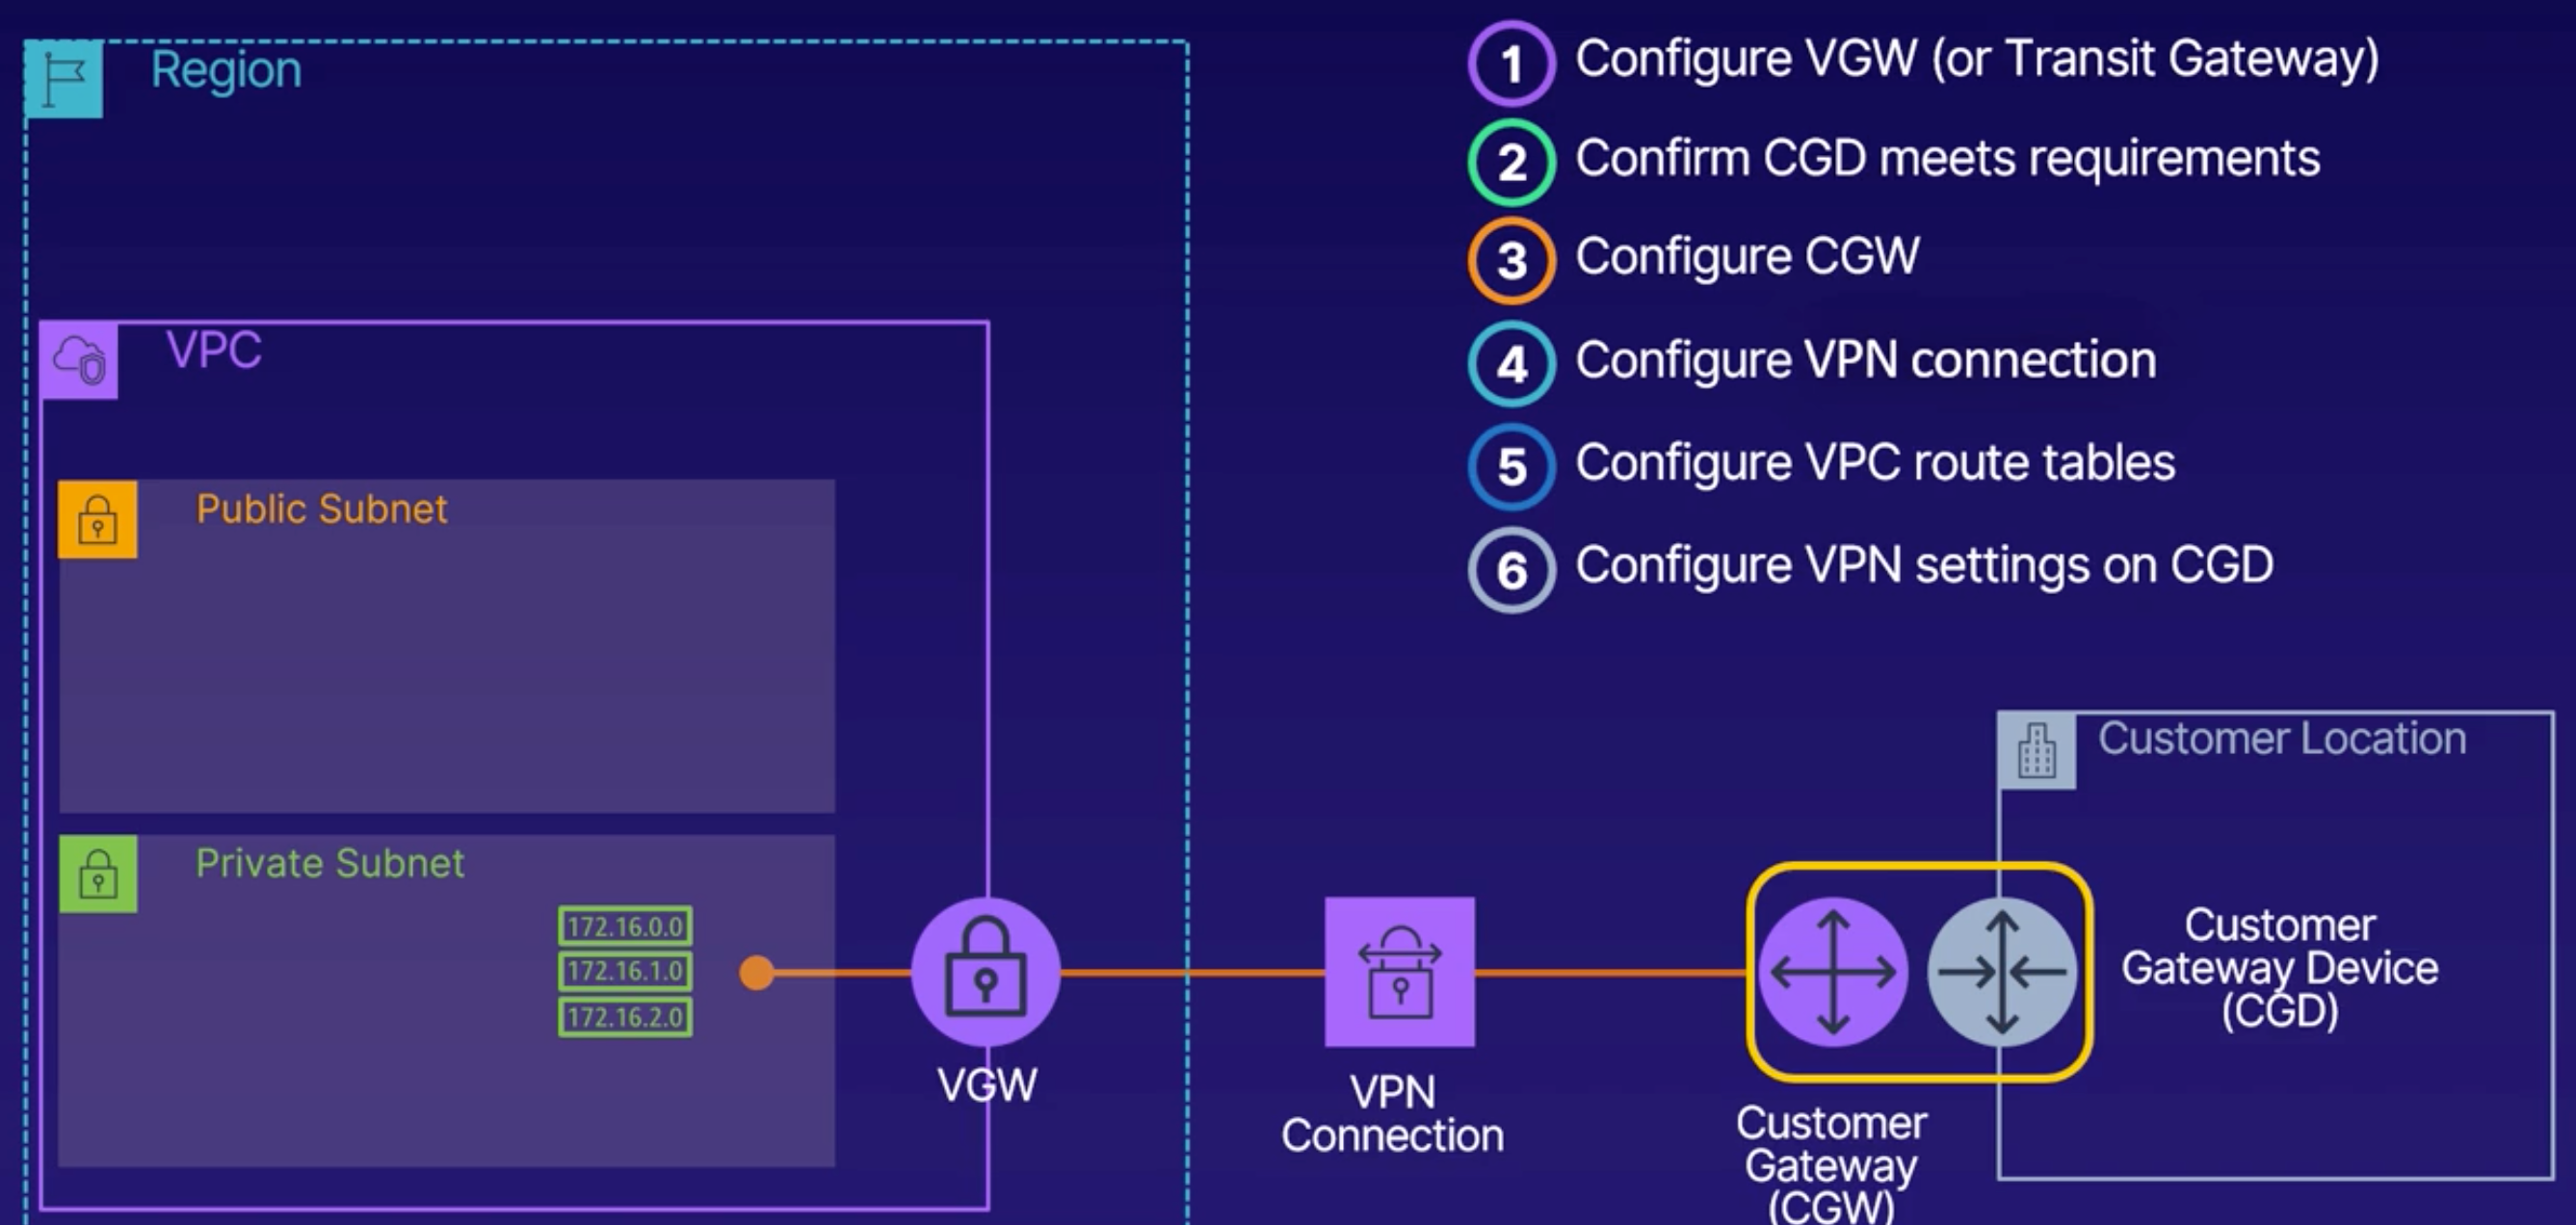 Region
1 Configure VGW (or Transit Gateway)
2 Confirm CGD meets requirements
3 Configure CGW
4 Configure VPN connection
5 Configure VPC route tables
6 Configure VPN settings on CGD
VPC
Public Subnet
Private Subnet
172.16.0.0
172.16.1.0
172.16.2.0
VGW
VPN
Connection
Customer
Gateway
(CGW)
Customer Location
Customer
Gateway Device
(CGD)